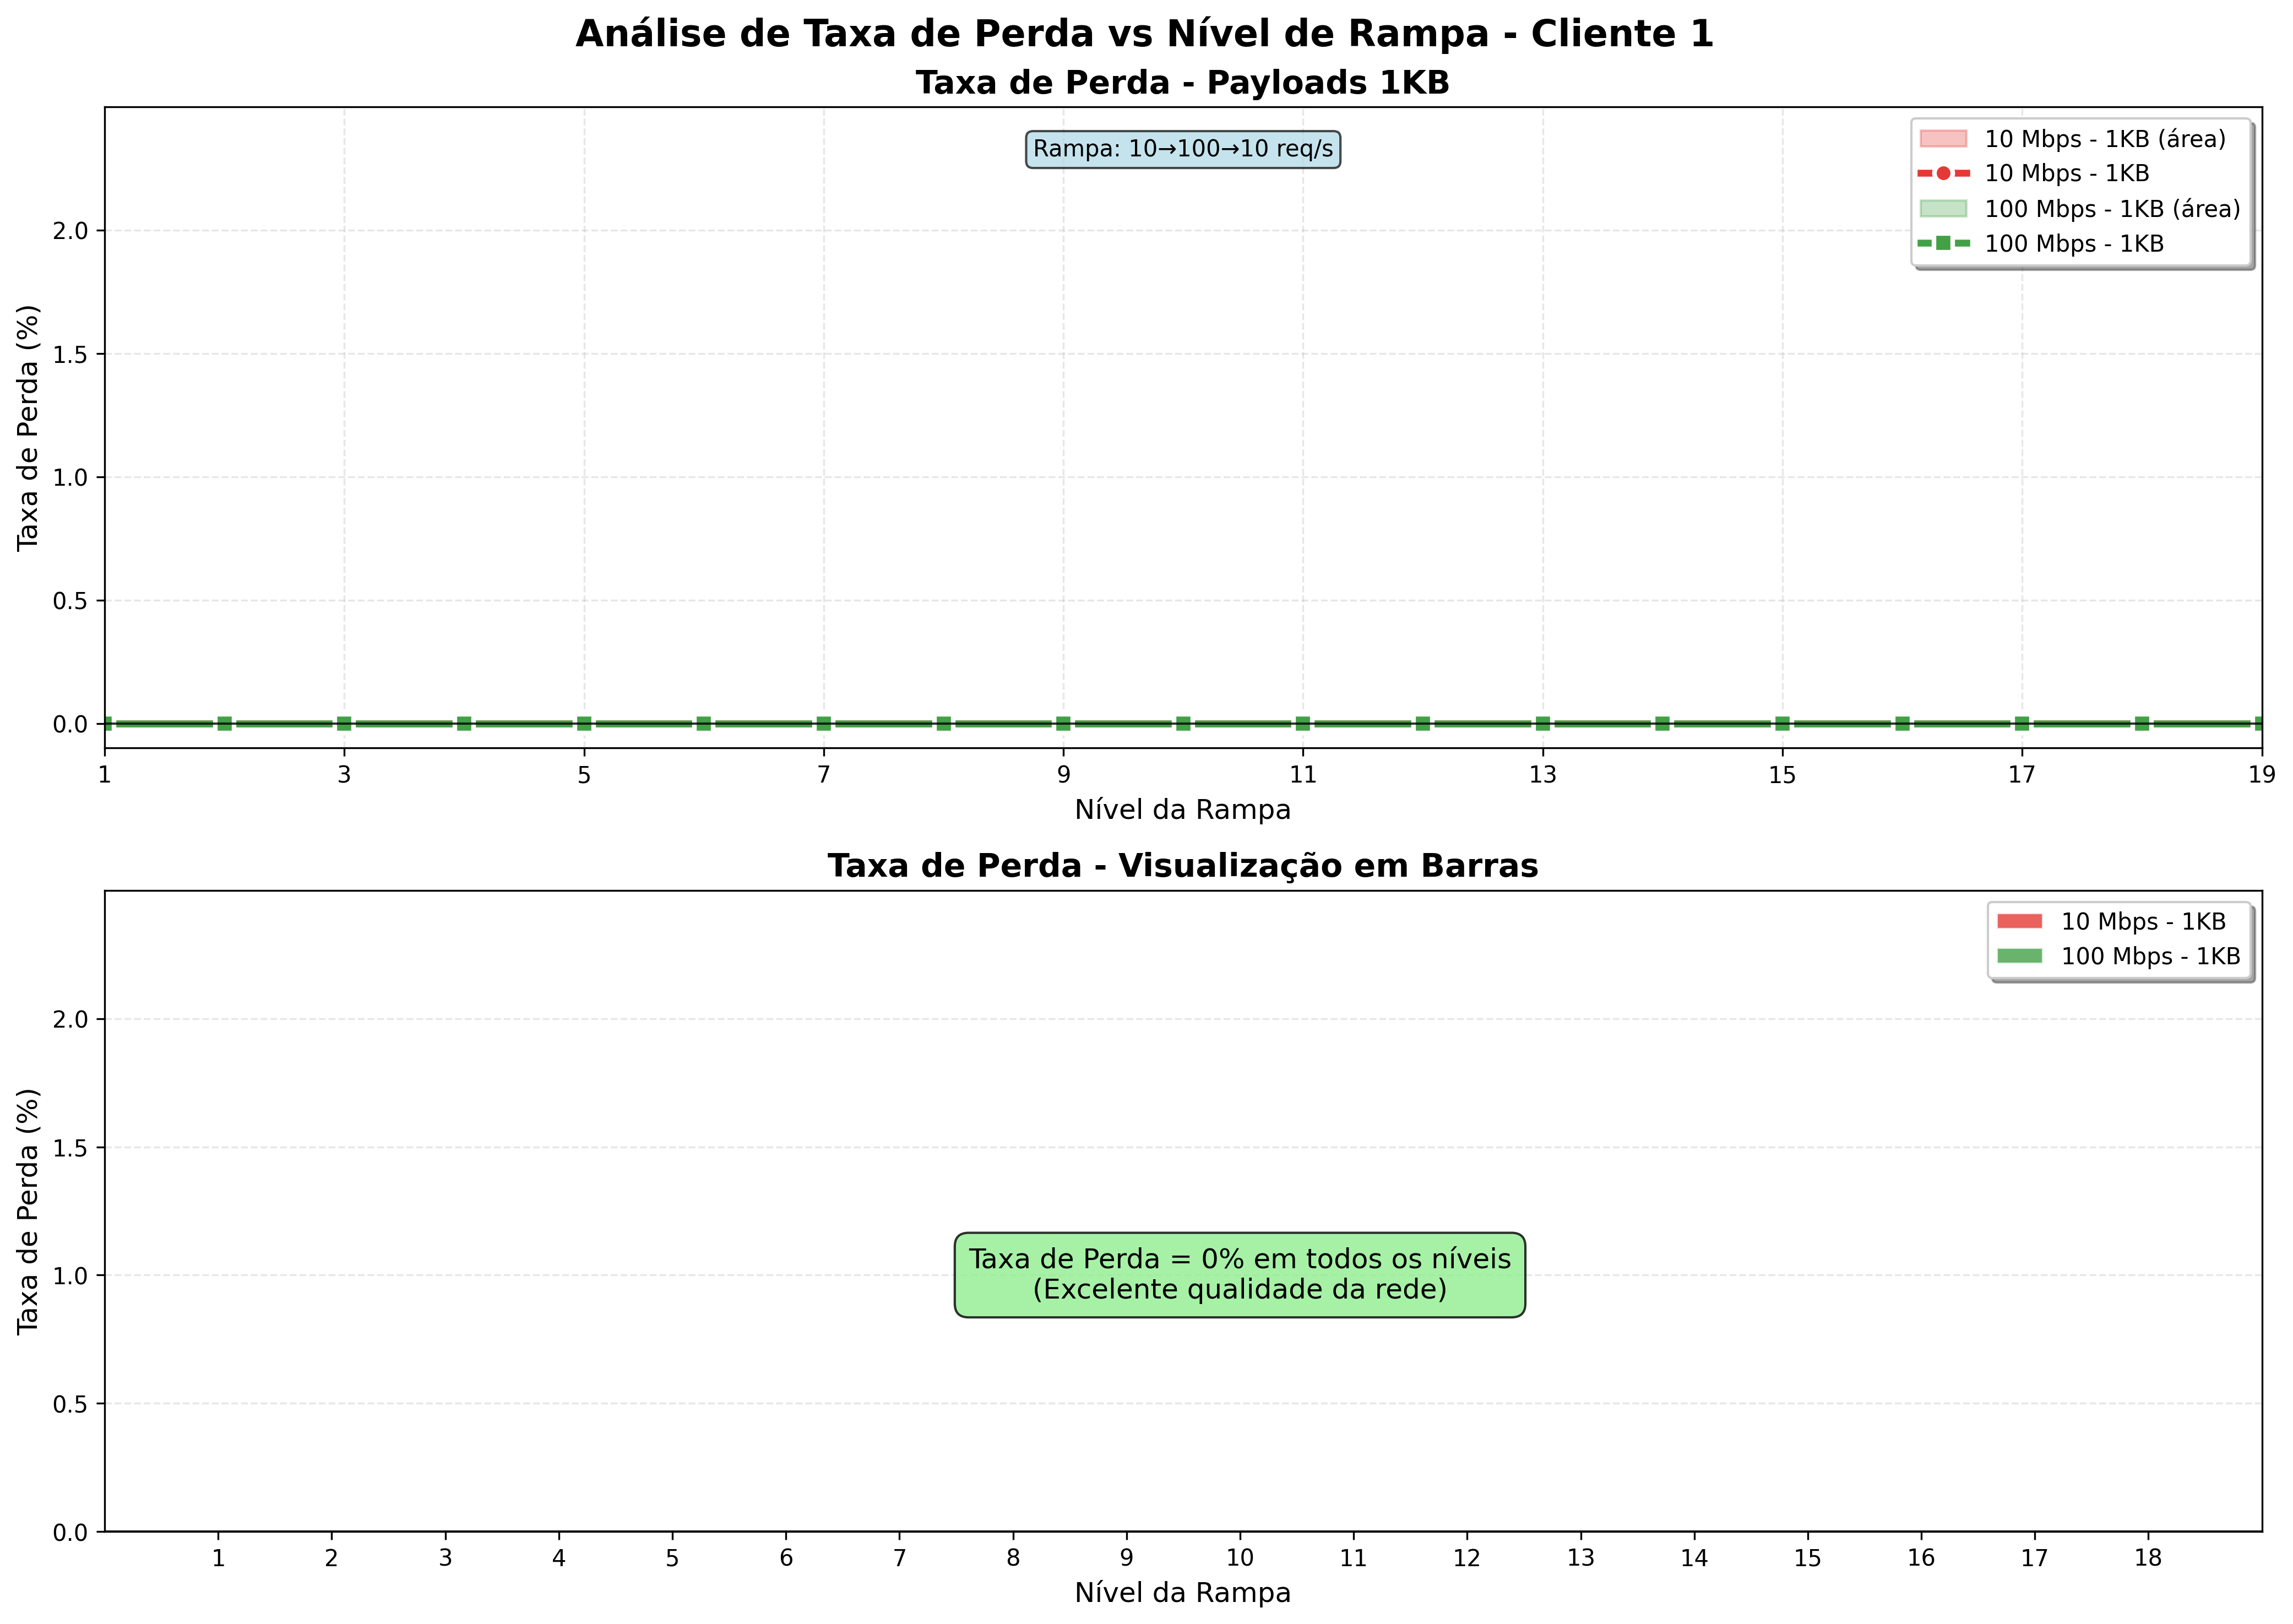 Análise de Taxa de Perda vs Nível de Rampa - Cliente 1
Taxa de Perda - Payloads 1KB
Rampa: 10→100→10 req/s
10 Mbps - 1KB (área)
10 Mbps - 1KB
100 Mbps - 1KB (área)
100 Mbps - 1KB
Taxa de Perda (%)
2.0
1.5
1.0
0.5
0.0
1 3 5 7 9 11 13 15 17 19
Nível da Rampa
Taxa de Perda - Visualização em Barras
10 Mbps - 1KB
100 Mbps - 1KB
Taxa de Perda (%)
2.0
1.5
1.0
0.5
0.0
Taxa de Perda = 0% em todos os níveis
(Excelente qualidade da rede)
1 2 3 4 5 6 7 8 9 10 11 12 13 14 15 16 17 18
Nível da Rampa